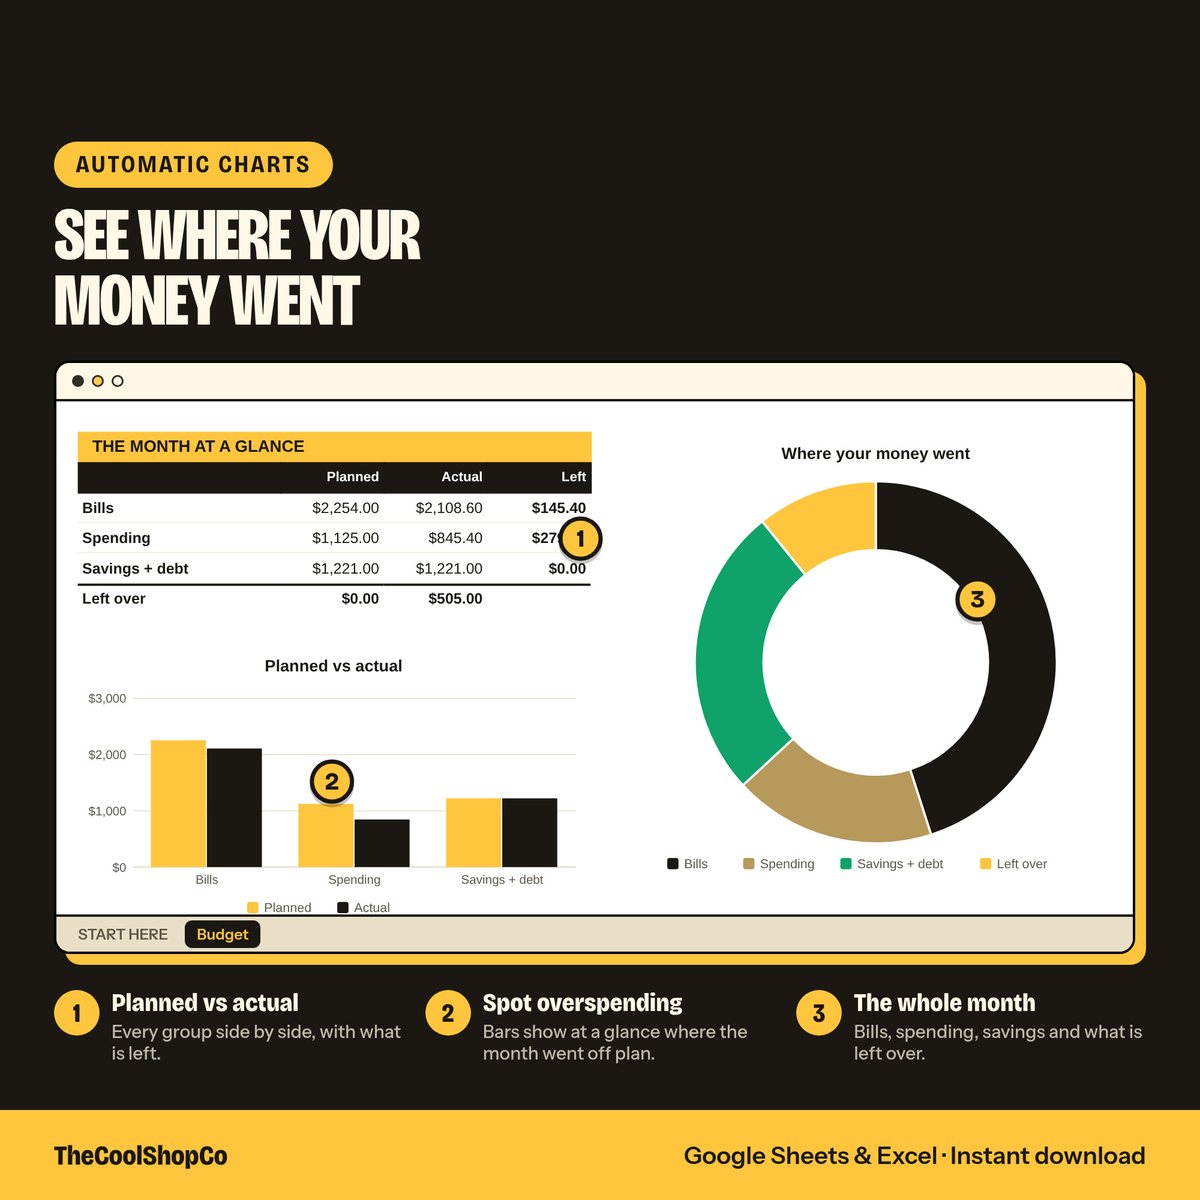 AUTOMATIC CHARTS
SEE WHERE YOUR
MONEY WENT
THE MONTH AT A GLANCE
Planned Actual Left
Bills $2,254.00 $2,108.60 $145.40
Spending $1,125.00 $845.40
1
Savings + debt $1,221.00 $1,221.00 $0.00
Left over $0.00 $505.00
Planned vs actual
$3,000
$2,000
$1,000
$0
2
Bills Spending Savings + debt
Planned Actual
Where your money went
3
Bills Spending Savings + debt Left over
START HERE Budget
1 Planned vs actual
Every group side by side, with what
is left.
2 Spot overspending
Bars show at a glance where the
month went off plan.
3 The whole month
Bills, spending, savings and what is
left over.
TheCoolShopCo
Google Sheets & Excel · Instant download